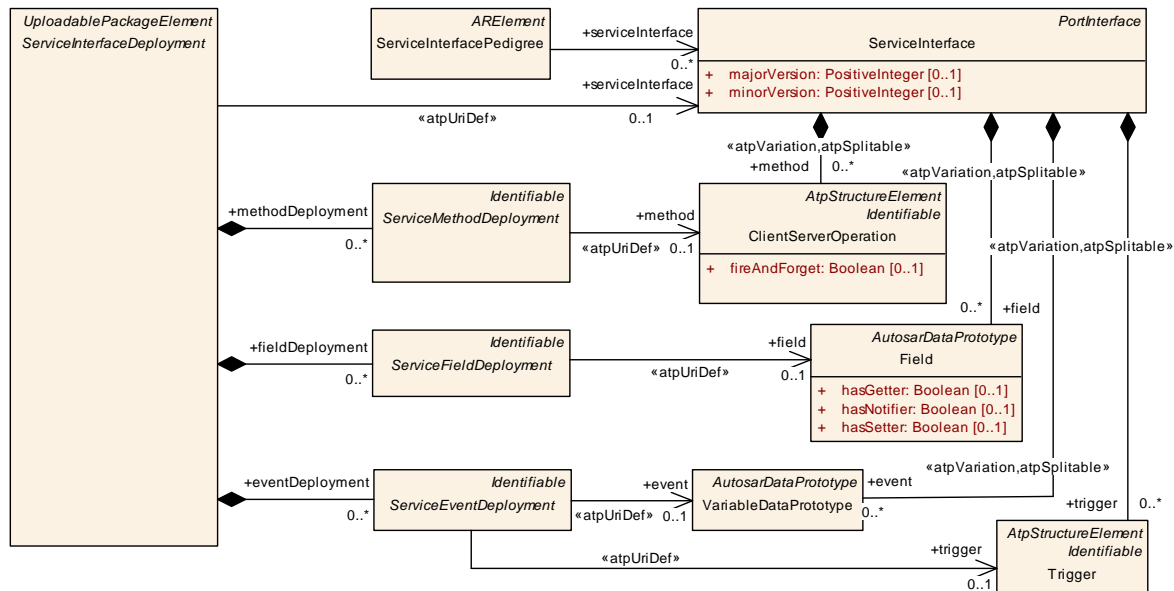 UploadablePackageElement
ServiceInterfaceDeployment
ARElement
ServiceInterfacePedigree
+serviceInterface
0..*
PortInterface
ServiceInterface
+ majorVersion: PositiveInteger [0..1]
+ minorVersion: PositiveInteger [0..1]
+serviceInterface
«atpUriDef»
0..1
«atpVariation,atpSplitable»
+method 0..*
«atpVariation,atpSplitable»
+methodDeployment
0..*
Identifiable
ServiceMethodDeployment
+method
«atpUriDef»
0..1
AtpStructureElement
Identifiable
ClientServerOperation
+ fireAndForget: Boolean [0..1]
«atpVariation,atpSplitable»
0..* +field
+fieldDeployment
0..*
Identifiable
ServiceFieldDeployment
+field
«atpUriDef»
0..1
AutosarDataPrototype
Field
+ hasGetter: Boolean [0..1]
+ hasNotifier: Boolean [0..1]
+ hasSetter: Boolean [0..1]
«atpVariation,atpSplitable»
+eventDeployment
0..*
Identifiable
ServiceEventDeployment
+event
«atpUriDef»
0..1
AutosarDataPrototype
VariableDataPrototype
+event
0..*
+trigger 0..*
«atpUriDef»
+trigger
0..1
AtpStructureElement
Identifiable
Trigger